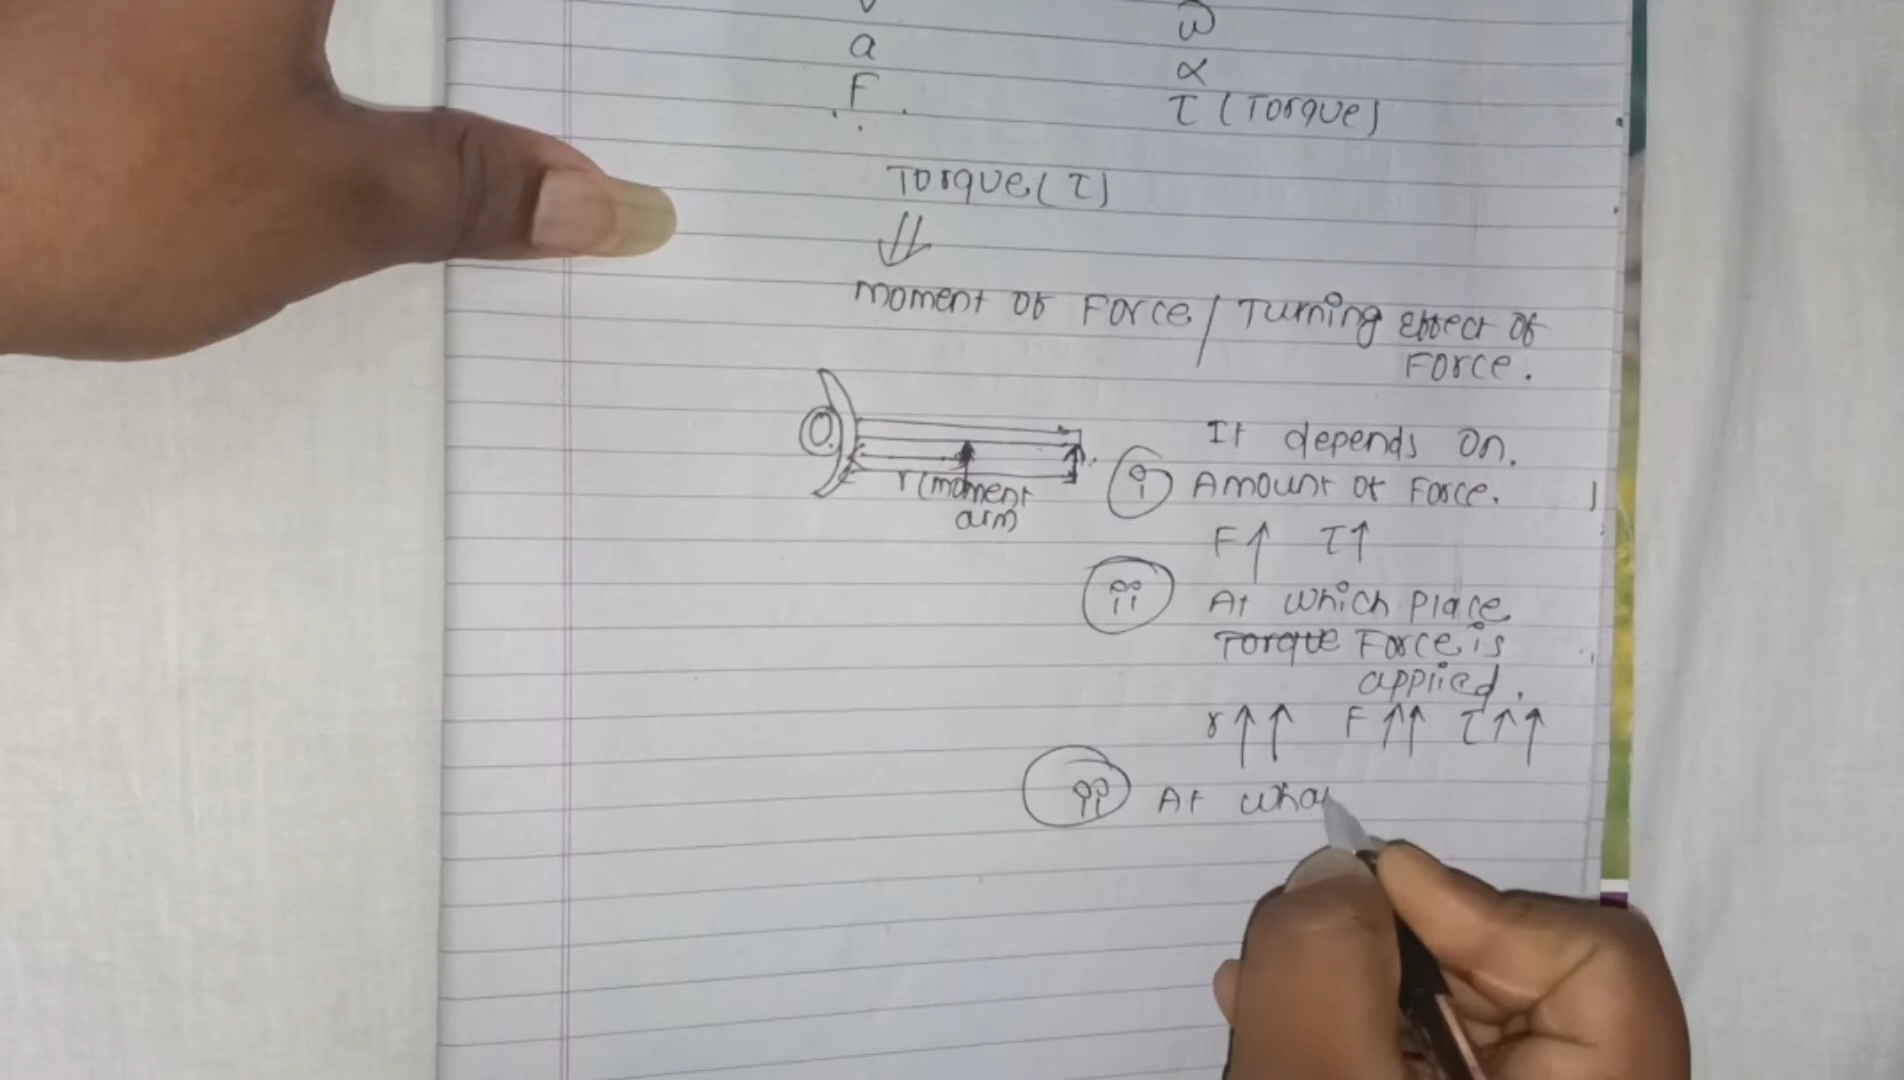 a ω
F α
τ (Torque)
Torque (τ)
⇓
moment of Force / Turning effect of
Force.
r (moment
arm)
It depends on.
(i) Amount of Force.
F↑ τ↑
(ii) At which place
Torque Force is
applied.
r↑↑ F↑↑ τ↑↑
(iii) At wha